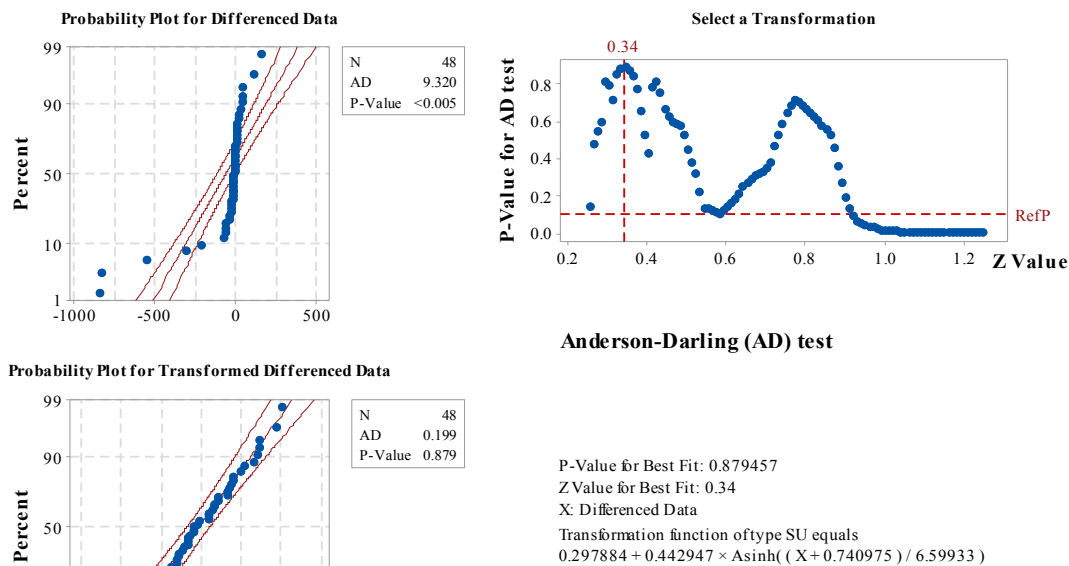 Probability Plot for Differenced Data
99
90
50
10
1
Percent
-1000 -500 0 500
N 48
AD 9.320
P-Value <0.005
Select a Transformation
0.34
P-Value for AD test
0.8
0.6
0.4
0.2
0.0
RefP
0.2 0.4 0.6 0.8 1.0 1.2
Z Value
Anderson-Darling (AD) test
Probability Plot for Transformed Differenced Data
99
90
50
Percent
N 48
AD 0.199
P-Value 0.879
P-Value for Best Fit: 0.879457
Z Value for Best Fit: 0.34
X: Differenced Data
Transformation function of type SU equals
0.297884 + 0.442947 × Asinh( ( X + 0.740975 ) / 6.59933 )